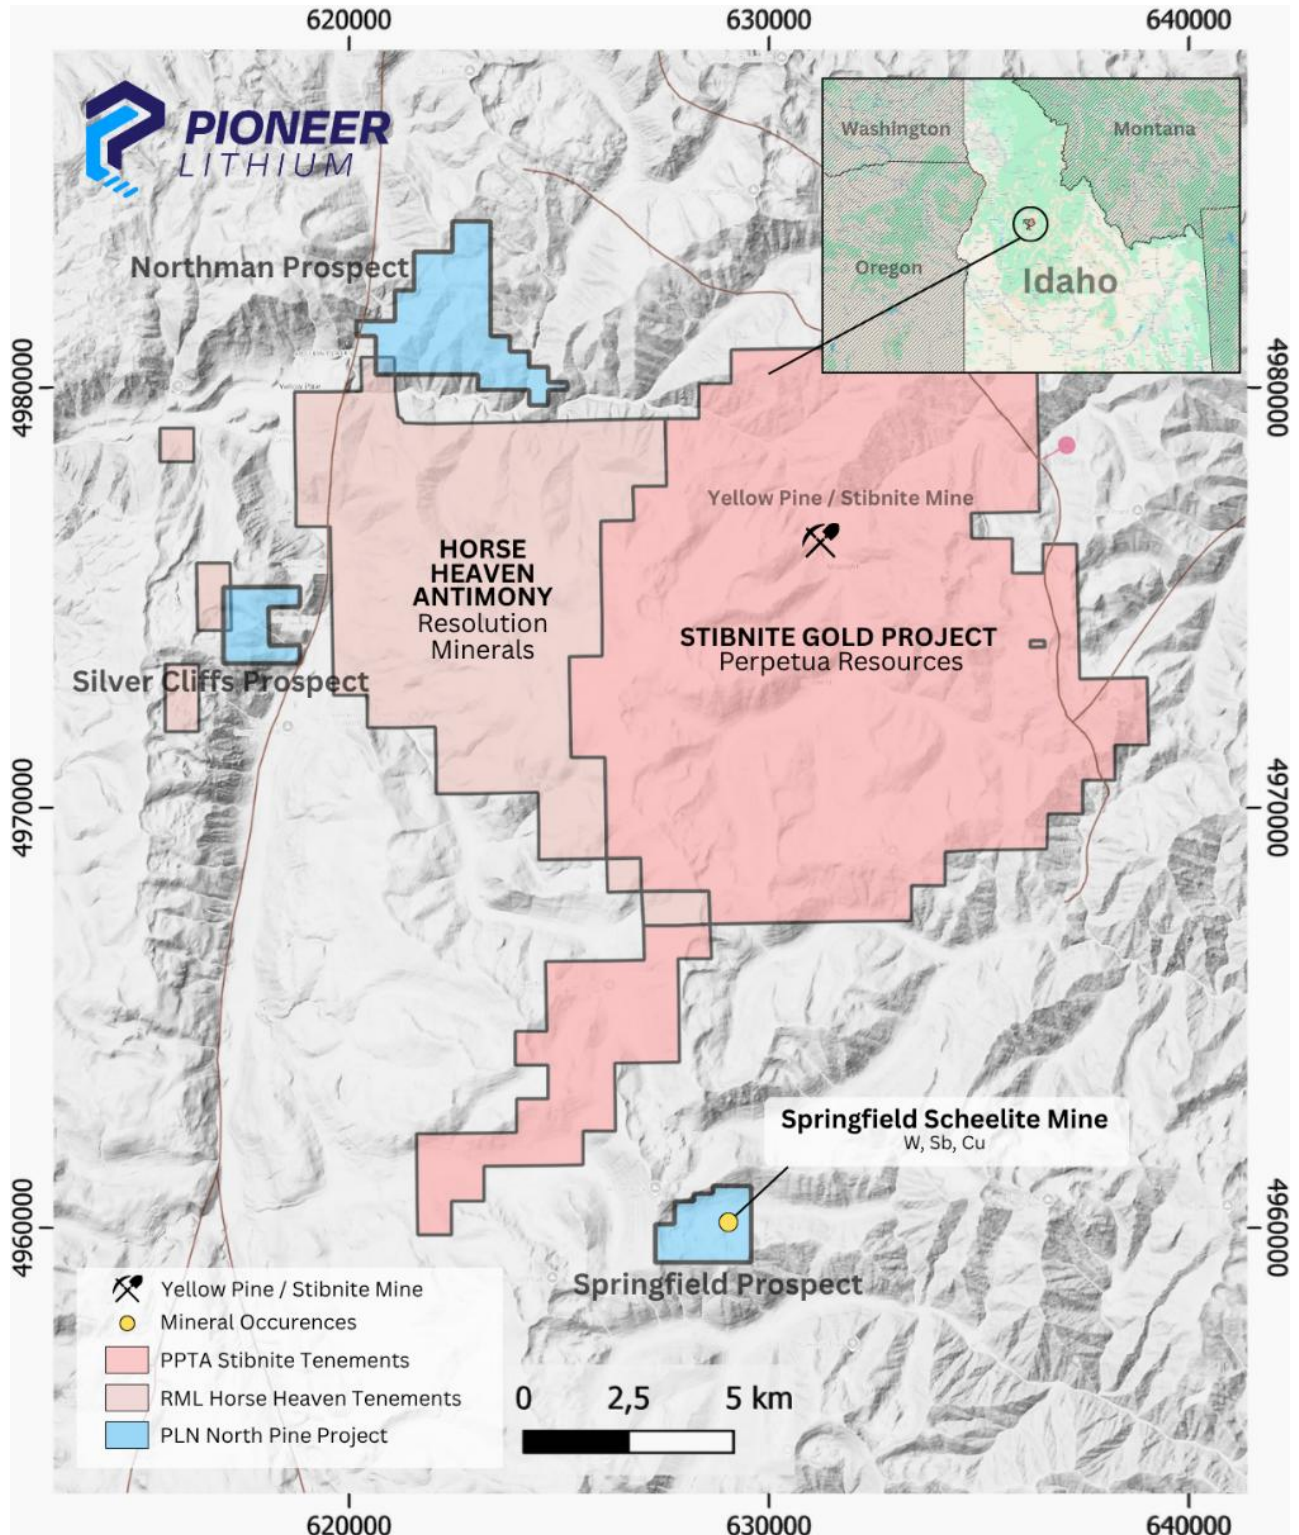 620000
630000
640000
PIONEER
LITHIUM
Washington
Montana
Oregon
Idaho
Northman Prospect
4980000
4980000
Yellow Pine
Yellow Pine / Stibnite Mine
HORSE
HEAVEN
ANTIMONY
Resolution
Minerals
STIBNITE GOLD PROJECT
Perpetua Resources
Silver Cliffs Prospect
4970000
4970000
Springfield Scheelite Mine
W, Sb, Cu
4960000
4960000
Springfield Prospect
Yellow Pine / Stibnite Mine
Mineral Occurences
PPTA Stibnite Tenements
RML Horse Heaven Tenements
PLN North Pine Project
0 2,5 5 km
620000
630000
640000